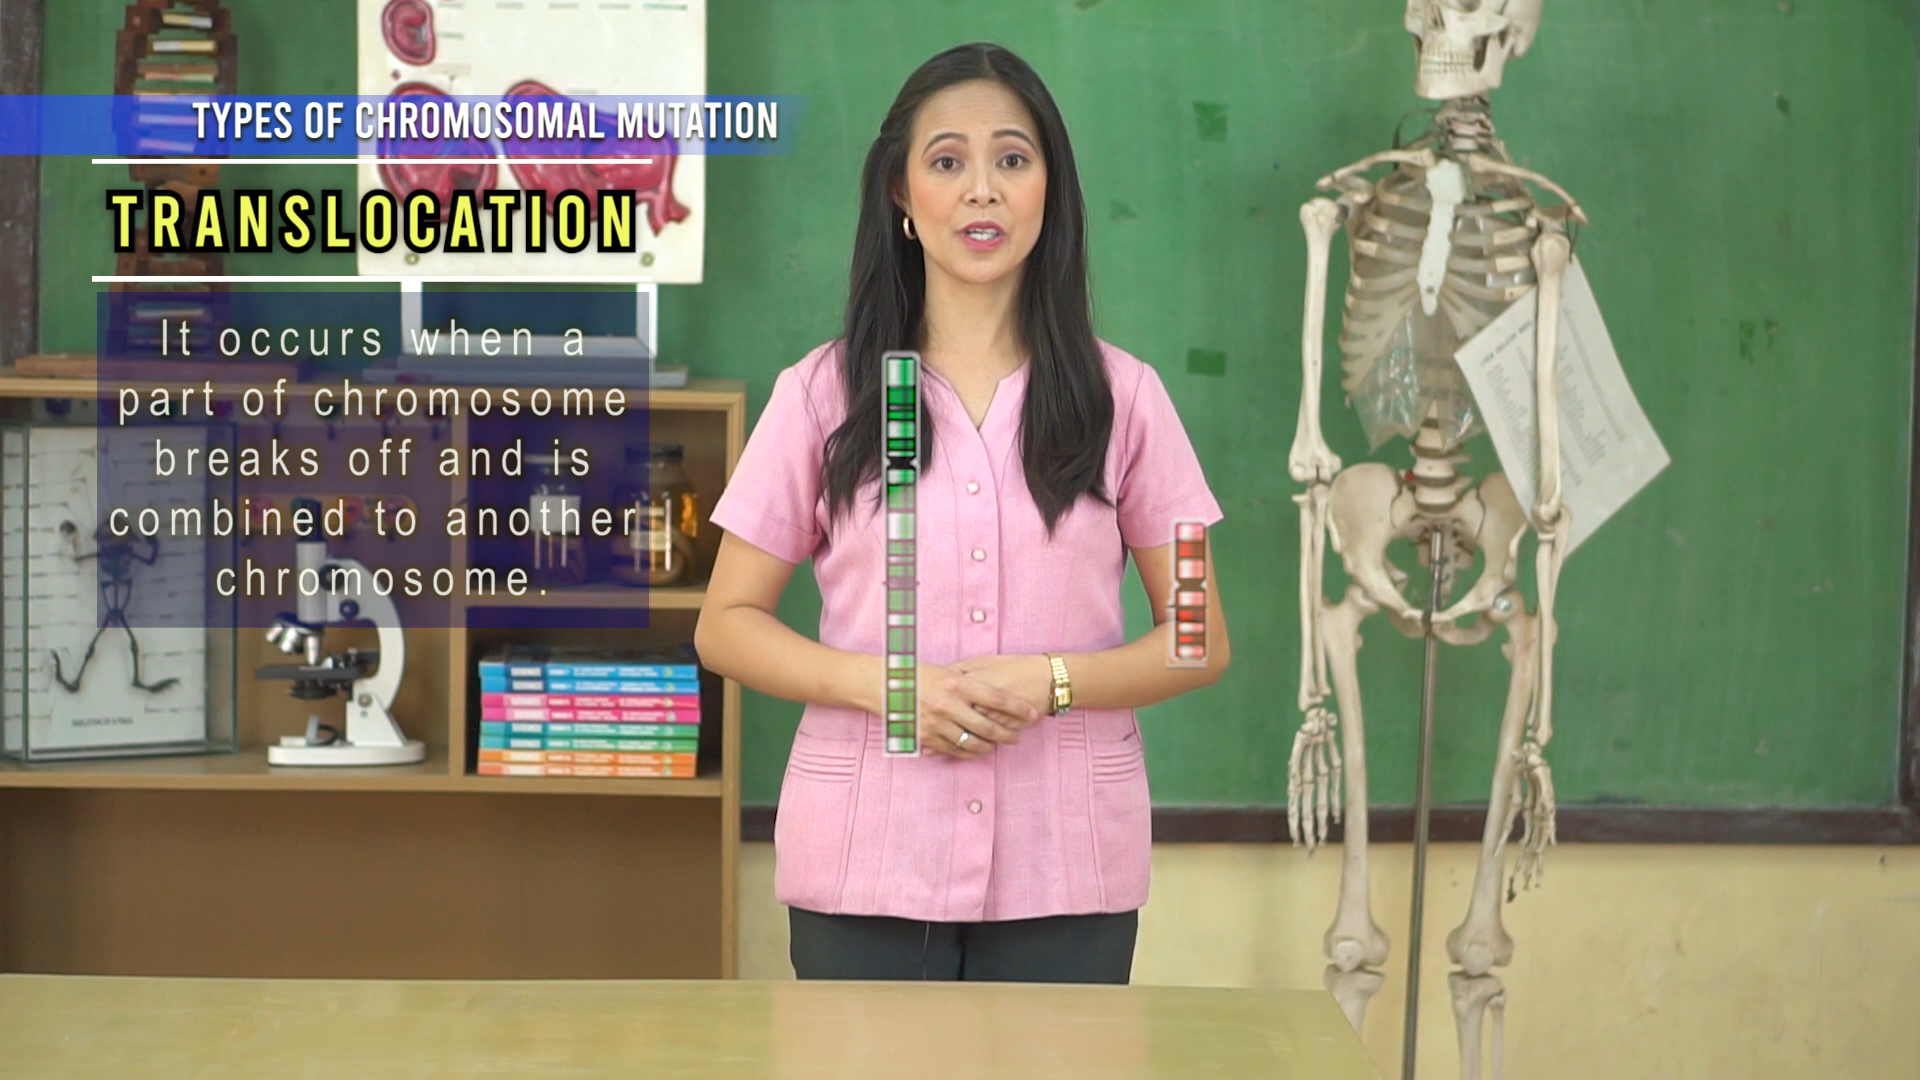 TYPES OF CHROMOSOMAL MUTATION
TRANSLOCATION
It occurs when a
part of chromosome
breaks off and is
combined to another
chromosome.